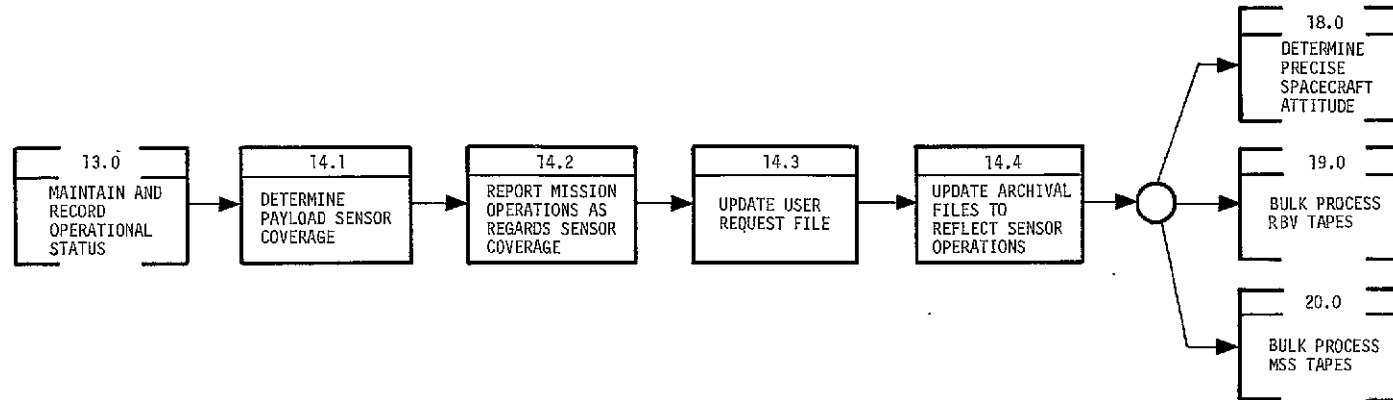 13.0
MAINTAIN AND
RECORD
OPERATIONAL
STATUS
14.1
DETERMINE
PAYLOAD SENSOR
COVERAGE
14.2
REPORT MISSION
OPERATIONS AS
REGARDS SENSOR
COVERAGE
14.3
UPDATE USER
REQUEST FILE
14.4
UPDATE ARCHIVAL
FILES TO
REFLECT SENSOR
OPERATIONS
18.0
DETERMINE
PRECISE
SPACECRAFT
ATTITUDE
19.0
BULK PROCESS
RBV TAPES
20.0
BULK PROCESS
MSS TAPES